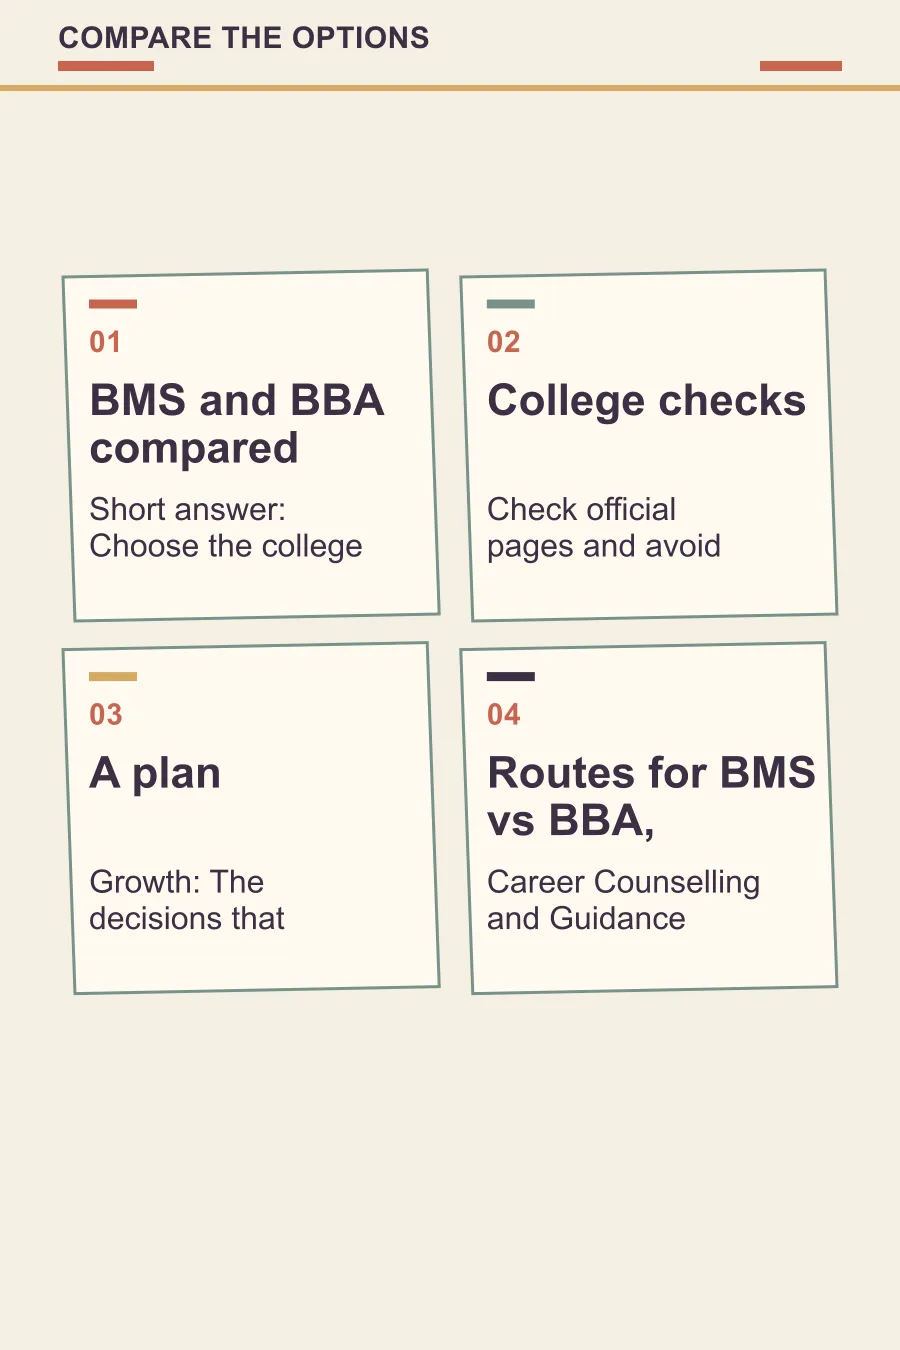 COMPARE THE OPTIONS
01
BMS and BBA
compared
Short answer:
Choose the college
02
College checks
Check official
pages and avoid
03
A plan
Growth: The
decisions that
04
Routes for BMS
vs BBA,
Career Counselling
and Guidance